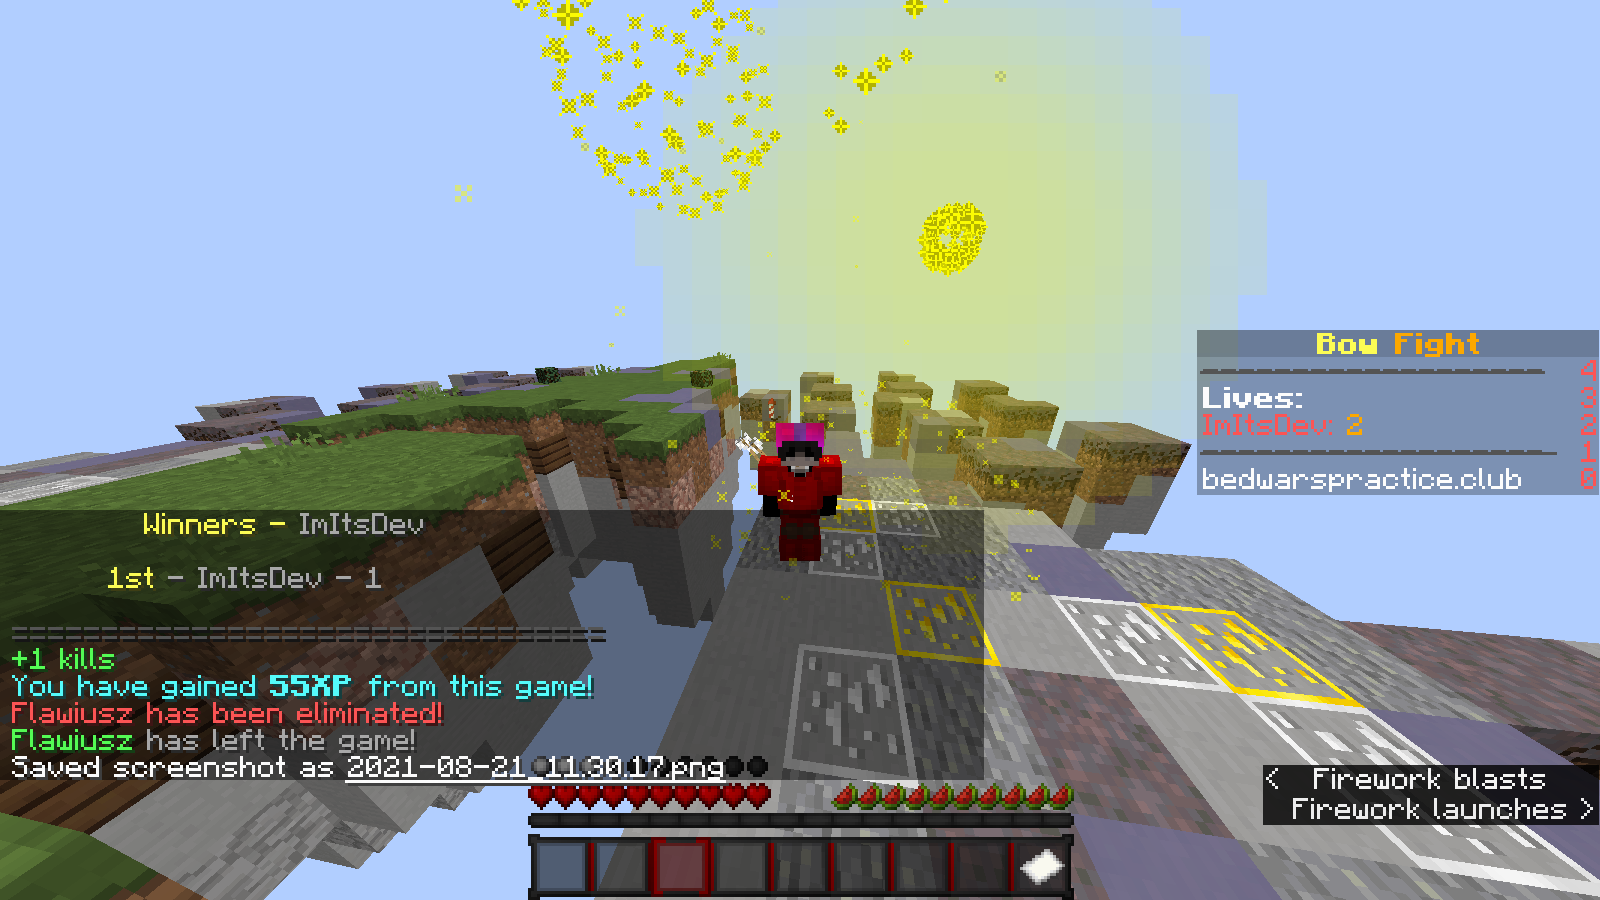 Bow Fight
4
Lives: 3
ImItsDev: 2 2
1
bedwarspractice.club 0
Winners - ImItsDev
1st - ImItsDev - 1
=============================================
+1 kills
You have gained 55XP from this game!
Flawiusz has been eliminated!
Flawiusz has left the game!
Saved screenshot as 2021-08-21_11.30.17.png
< Firework blasts
Firework launches >